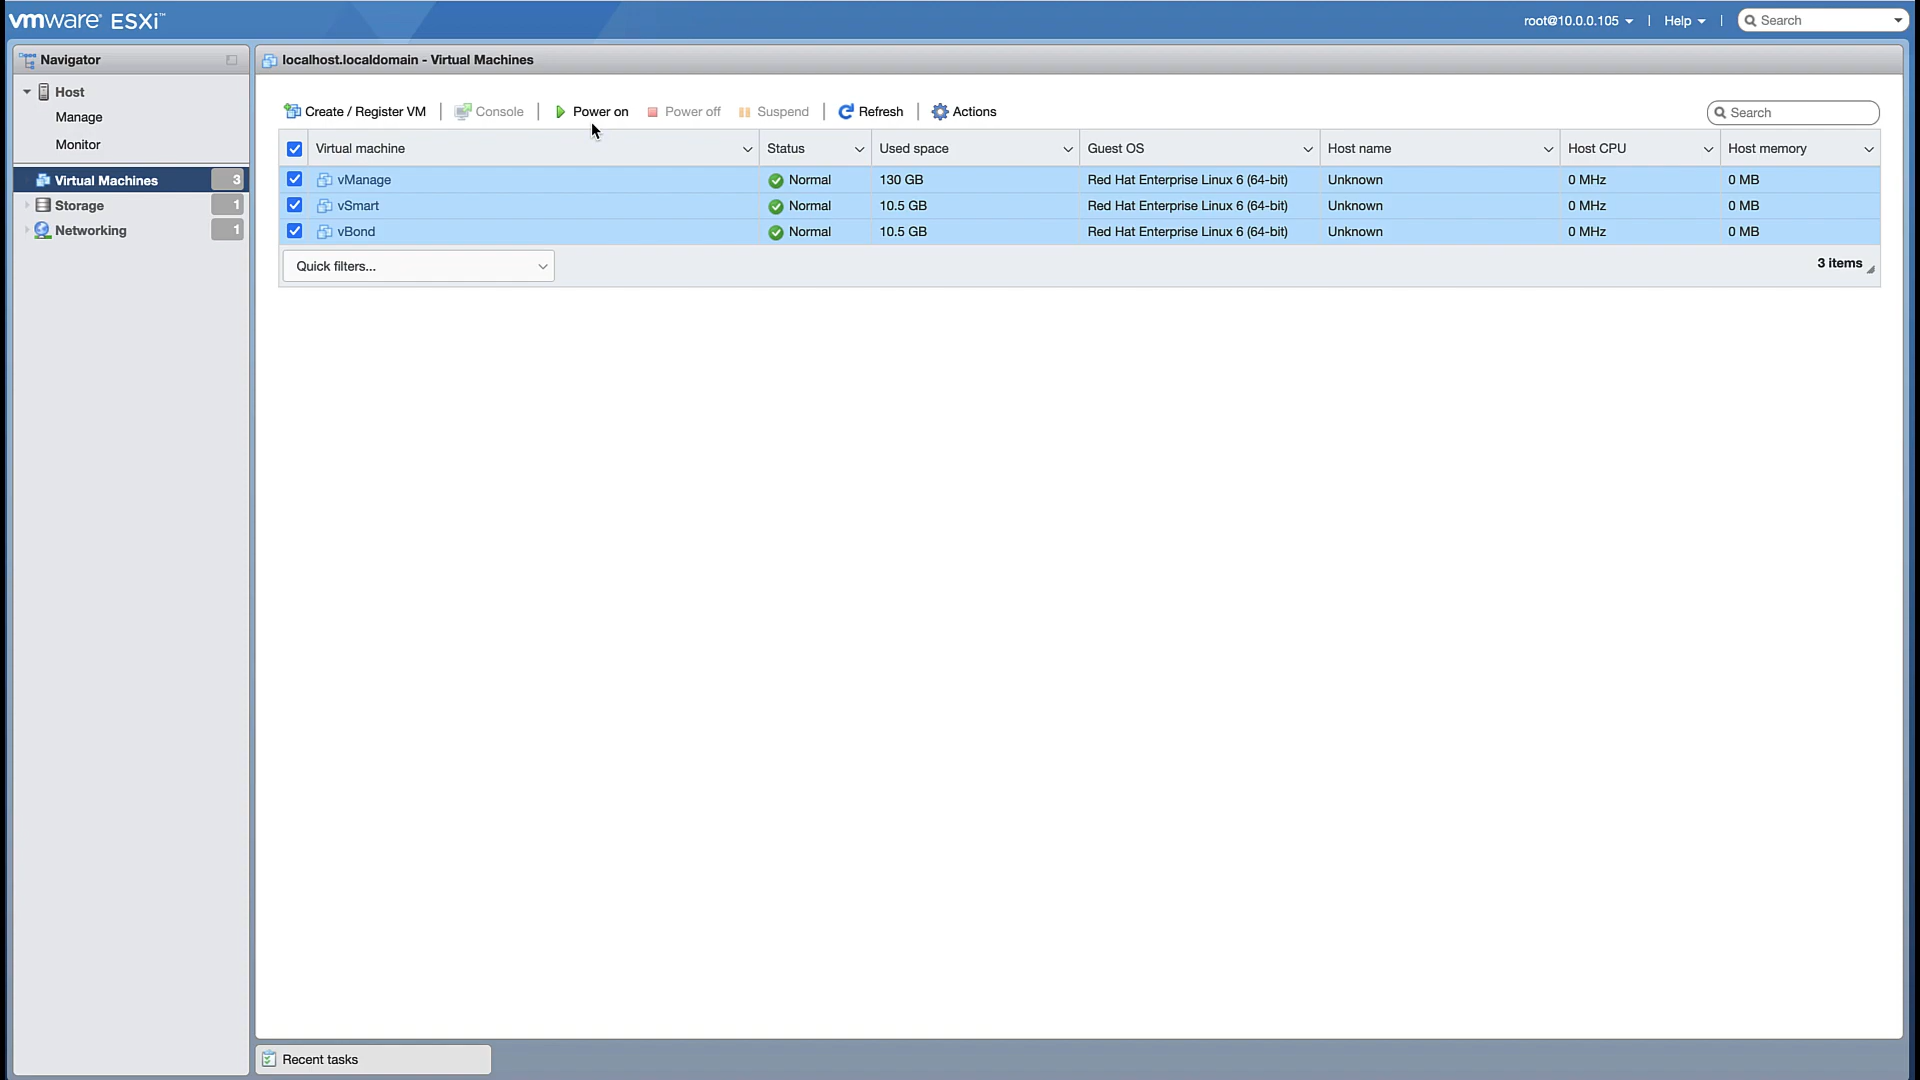 vmware ESXi™
root@10.0.0.105 | Help | Search
Navigator
Host
Manage
Monitor
Virtual Machines 3
Storage 1
Networking 1
localhost.localdomain - Virtual Machines
Create / Register VM | Console | Power on Power off Suspend | Refresh | Actions Search
Virtual machine Status Used space Guest OS Host name Host CPU Host memory
vManage Normal 130 GB Red Hat Enterprise Linux 6 (64-bit) Unknown 0 MHz 0 MB
vSmart Normal 10.5 GB Red Hat Enterprise Linux 6 (64-bit) Unknown 0 MHz 0 MB
vBond Normal 10.5 GB Red Hat Enterprise Linux 6 (64-bit) Unknown 0 MHz 0 MB
Quick filters... 3 items
Recent tasks